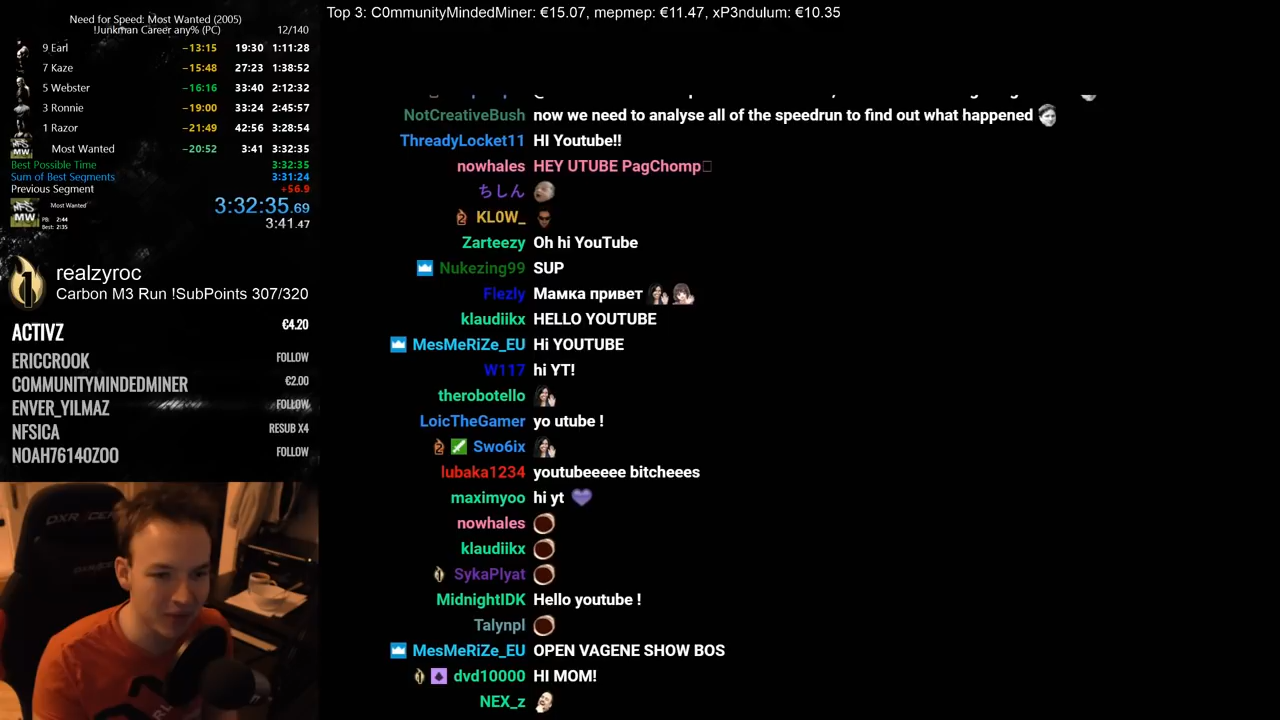 Top 3: C0mmunityMindedMiner: €15.07, mepmep: €11.47, xP3ndulum: €10.35
Need for Speed: Most Wanted (2005)
!Junkman Career any% (PC) 12/140
9 Earl −13:15 19:30 1:11:28
7 Kaze −15:48 27:23 1:38:52
5 Webster −16:16 33:40 2:12:32
3 Ronnie −19:00 33:24 2:45:57
1 Razor −21:49 42:56 3:28:54
Most Wanted −20:52 3:41 3:32:35
Best Possible Time 3:32:35
Sum of Best Segments 3:31:24
Previous Segment +56.9
Most Wanted 3:32:35.69
PB: 2:44
Best: 2:35
3:41.47
realzyroc
Carbon M3 Run !SubPoints 307/320
ACTIVZ €4.20
ERICCROOK FOLLOW
COMMUNITYMINDEDMINER €2.00
ENVER_YILMAZ FOLLOW
NFSICA RESUB X4
NOAH7614OZOO FOLLOW
NotCreativeBush now we need to analyse all of the speedrun to find out what happened
ThreadyLocket11 HI Youtube!!
nowhales HEY UTUBE PagChomp
ちしん
KL0W_
Zarteezy Oh hi YouTube
Nukezing99 SUP
Flezly Мамка привет
klaudiikx HELLO YOUTUBE
MesMeRiZe_EU Hi YOUTUBE
W117 hi YT!
therobotello
LoicTheGamer yo utube !
Swo6ix
lubaka1234 youtubeeeee bitcheees
maximyoo hi yt
nowhales
klaudiikx
SykaPlyat
MidnightIDK Hello youtube !
Talynpl
MesMeRiZe_EU OPEN VAGENE SHOW BOS
dvd10000 HI MOM!
NEX_z